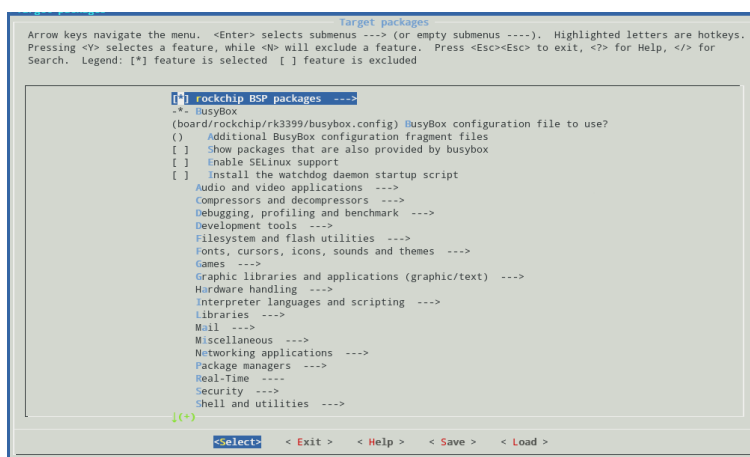 Target packages
Target packages
Arrow keys navigate the menu. <Enter> selects submenus ---> (or empty submenus ----). Highlighted letters are hotkeys.
Pressing <Y> selectes a feature, while <N> will exclude a feature. Press <Esc><Esc> to exit, <?> for Help, </> for
Search. Legend: [*] feature is selected [ ] feature is excluded
[*] rockchip BSP packages --->
-*- BusyBox
(board/rockchip/rk3399/busybox.config) BusyBox configuration file to use?
() Additional BusyBox configuration fragment files
[ ] Show packages that are also provided by busybox
[ ] Enable SELinux support
[ ] Install the watchdog daemon startup script
Audio and video applications --->
Compressors and decompressors --->
Debugging, profiling and benchmark --->
Development tools --->
Filesystem and flash utilities --->
Fonts, cursors, icons, sounds and themes --->
Games --->
Graphic libraries and applications (graphic/text) --->
Hardware handling --->
Interpreter languages and scripting --->
Libraries --->
Mail --->
Miscellaneous --->
Networking applications --->
Package managers --->
Real-Time ----
Security --->
Shell and utilities --->
↓(+)
<Select> < Exit > < Help > < Save > < Load >